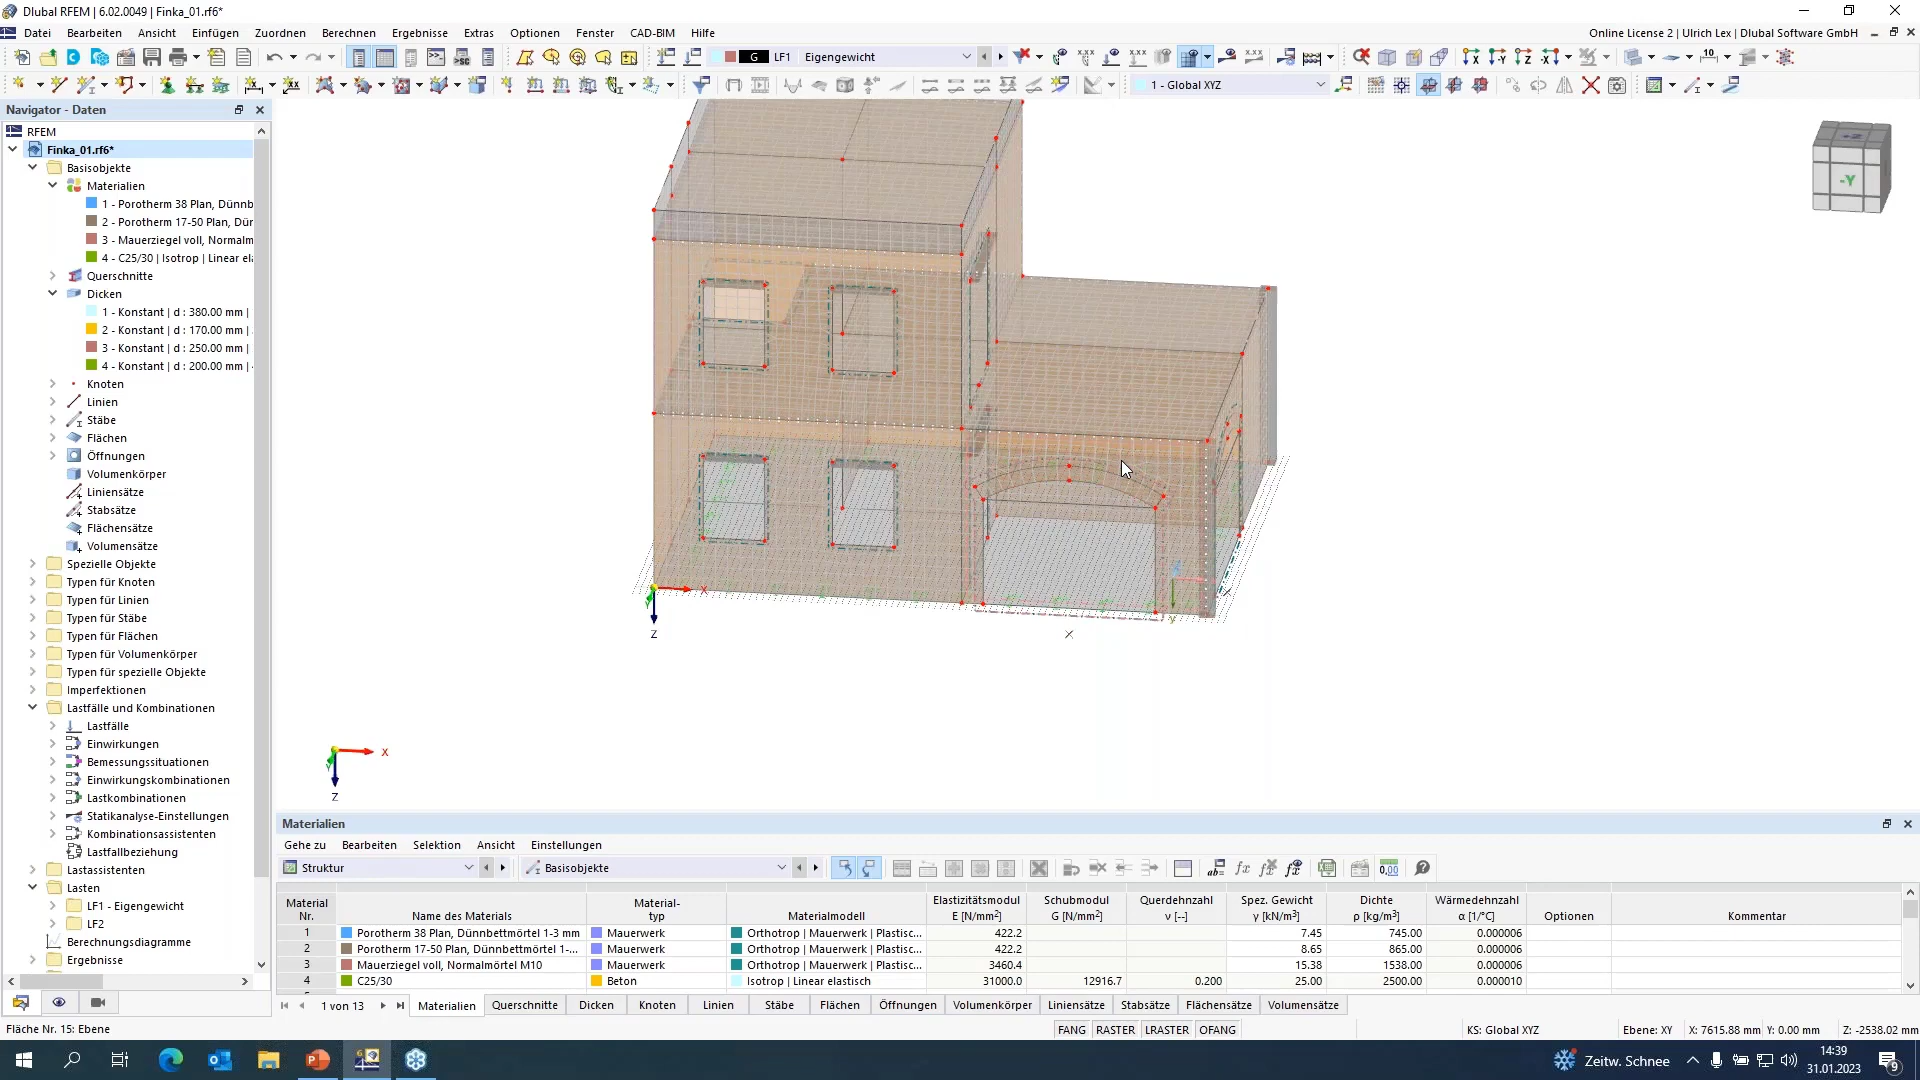 Dlubal RFEM | 6.02.0049 | Finka_01.rf6*
Datei Bearbeiten Ansicht Einfügen Zuordnen Berechnen Ergebnisse Extras Optionen Fenster CAD-BIM Hilfe
Online License 2 | Ulrich Lex | Dlubal Software GmbH
G LF1 Eigengewicht
1 - Global XYZ
Navigator - Daten
RFEM
Finka_01.rf6*
Basisobjekte
Materialien
1 - Porotherm 38 Plan, Dünnb
2 - Porotherm 17-50 Plan, Dür
3 - Mauerziegel voll, Normalm
4 - C25/30 | Isotrop | Linear ela
Querschnitte
Dicken
1 - Konstant | d : 380.00 mm |
2 - Konstant | d : 170.00 mm |
3 - Konstant | d : 250.00 mm |
4 - Konstant | d : 200.00 mm |
Knoten
Linien
Stäbe
Flächen
Öffnungen
Volumenkörper
Liniensätze
Stabsätze
Flächensätze
Volumensätze
Spezielle Objekte
Typen für Knoten
Typen für Linien
Typen für Stäbe
Typen für Flächen
Typen für Volumenkörper
Typen für spezielle Objekte
Imperfektionen
Lastfälle und Kombinationen
Lastfälle
Einwirkungen
Bemessungssituationen
Einwirkungskombinationen
Lastkombinationen
Statikanalyse-Einstellungen
Kombinationsassistenten
Lastfallbeziehung
Lastassistenten
Lasten
LF1 - Eigengewicht
LF2
Berechnungsdiagramme
Ergebnisse
+Z
-Y
X
Z
X
Z
Materialien
Gehe zu Bearbeiten Selektion Ansicht Einstellungen
Struktur Basisobjekte
Material Nr. Name des Materials Material-typ Materialmodell Elastizitätsmodul E [N/mm²] Schubmodul G [N/mm²] Querdehnzahl ν [--] Spez. Gewicht γ [kN/m³] Dichte ρ [kg/m³] Wärmedehnzahl α [1/°C] Optionen Kommentar
1 Porotherm 38 Plan, Dünnbettmörtel 1-3 mm Mauerwerk Orthotrop | Mauerwerk | Plastisc... 422.2 7.45 745.00 0.000006
2 Porotherm 17-50 Plan, Dünnbettmörtel 1-... Mauerwerk Orthotrop | Mauerwerk | Plastisc... 422.2 8.65 865.00 0.000006
3 Mauerziegel voll, Normalmörtel M10 Mauerwerk Orthotrop | Mauerwerk | Plastisc... 3460.4 15.38 1538.00 0.000006
4 C25/30 Beton Isotrop | Linear elastisch 31000.0 12916.7 0.200 25.00 2500.00 0.000010
1 von 13 Materialien Querschnitte Dicken Knoten Linien Stäbe Flächen Öffnungen Volumenkörper Liniensätze Stabsätze Flächensätze Volumensätze
Fläche Nr. 15: Ebene FANG RASTER LRASTER OFANG KS: Global XYZ Ebene: XY X: 7615.88 mm Y: 0.00 mm Z: -2538.02 mm
Zeitw. Schnee 14:39
31.01.2023
9